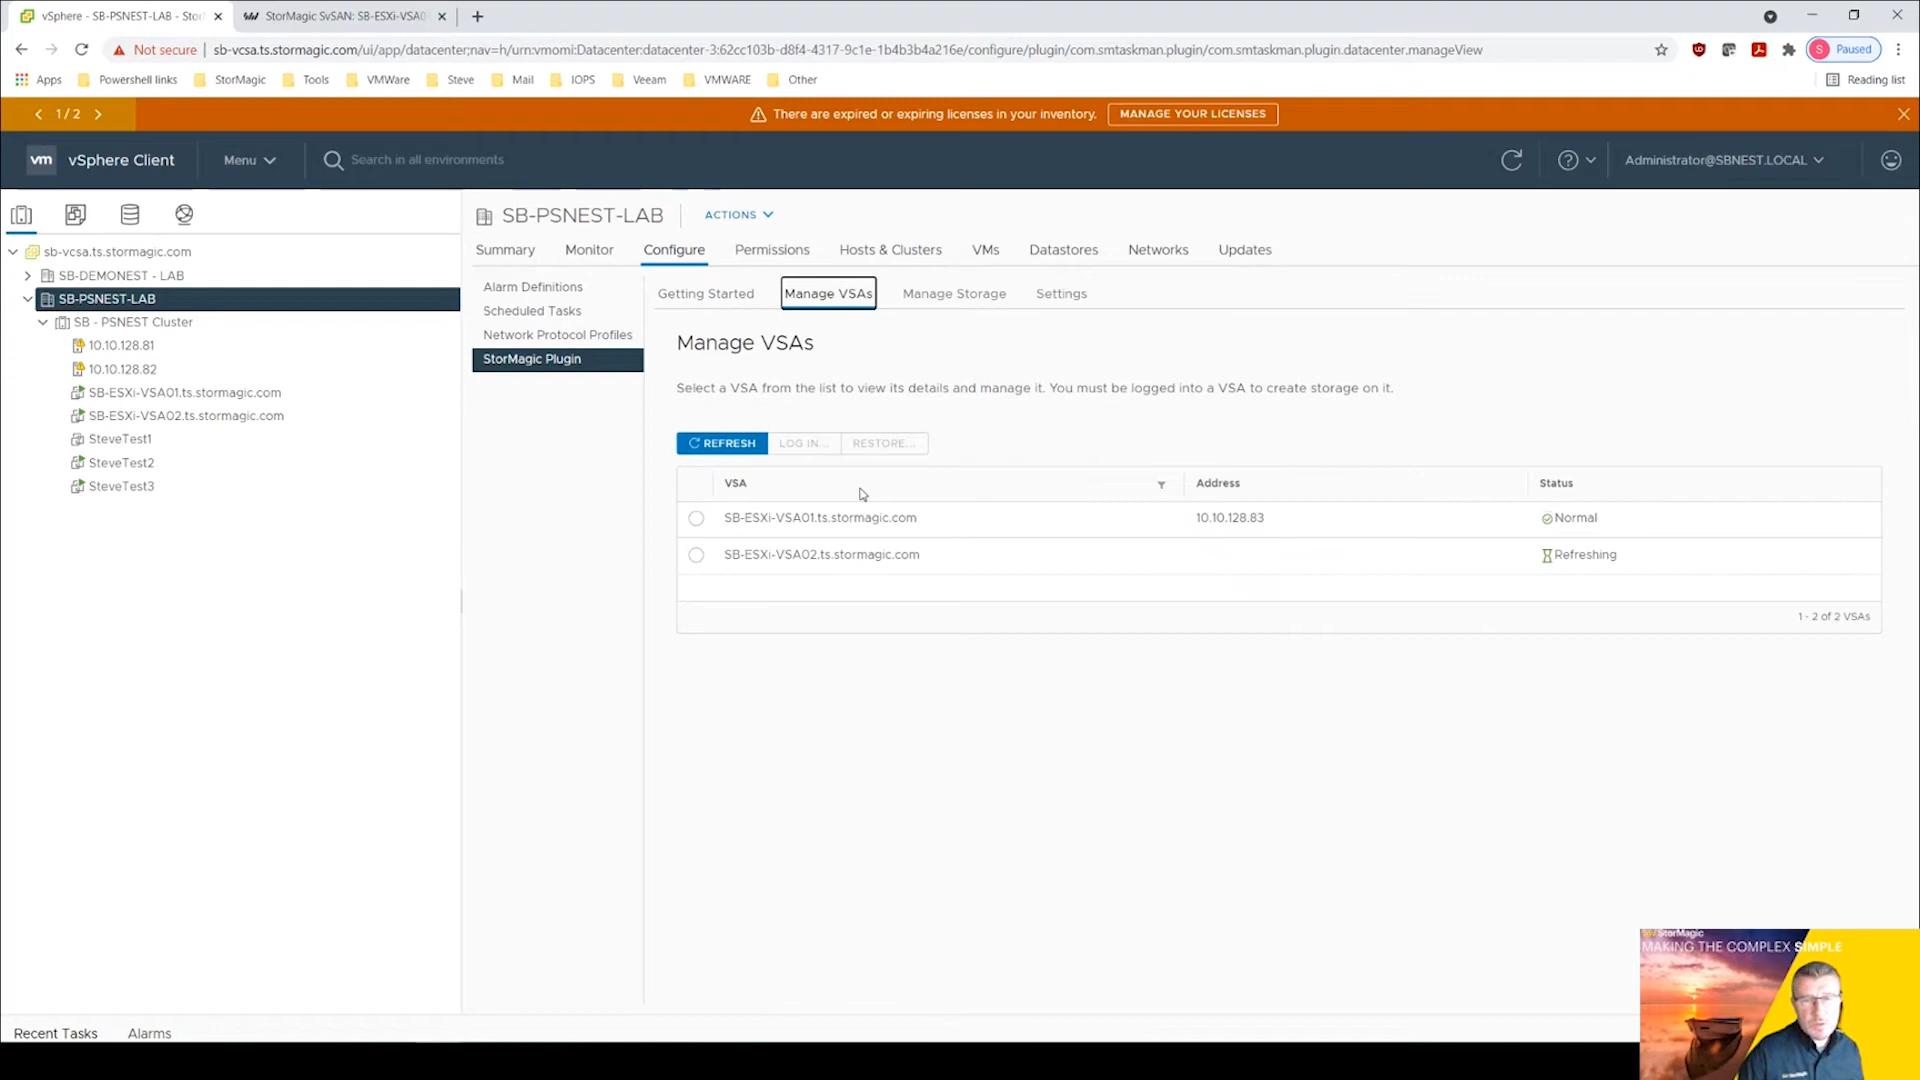 vSphere - SB-PSNEST-LAB - Stor
StorMagic SvSAN: SB-ESXi-VSA0
Not secure
sb-vcsa.ts.stormagic.com/ui/app/datacenter;nav=h/urn:vmomi:Datacenter:datacenter-3:62cc103b-d8f4-4317-9c1e-1b4b3b4a216e/configure/plugin/com.smtaskman.plugin/com.smtaskman.plugin.datacenter.manageView
S Paused
Apps
Powershell links
StorMagic
Tools
VMWare
Steve
Mail
IOPS
Veeam
VMWARE
Other
Reading list
1 / 2
There are expired or expiring licenses in your inventory.
MANAGE YOUR LICENSES
vm vSphere Client
Menu
Search in all environments
Administrator@SBNEST.LOCAL
sb-vcsa.ts.stormagic.com
SB-DEMONEST - LAB
SB-PSNEST-LAB
SB - PSNEST Cluster
10.10.128.81
10.10.128.82
SB-ESXi-VSA01.ts.stormagic.com
SB-ESXi-VSA02.ts.stormagic.com
SteveTest1
SteveTest2
SteveTest3
SB-PSNEST-LAB
ACTIONS
Summary
Monitor
Configure
Permissions
Hosts & Clusters
VMs
Datastores
Networks
Updates
Alarm Definitions
Scheduled Tasks
Network Protocol Profiles
StorMagic Plugin
Getting Started
Manage VSAs
Manage Storage
Settings
Manage VSAs
Select a VSA from the list to view its details and manage it. You must be logged into a VSA to create storage on it.
REFRESH
LOG IN...
RESTORE...
VSA
Address
Status
SB-ESXi-VSA01.ts.stormagic.com
10.10.128.83
Normal
SB-ESXi-VSA02.ts.stormagic.com
Refreshing
1 - 2 of 2 VSAs
StorMagic
MAKING THE COMPLEX SIMPLE
Recent Tasks
Alarms